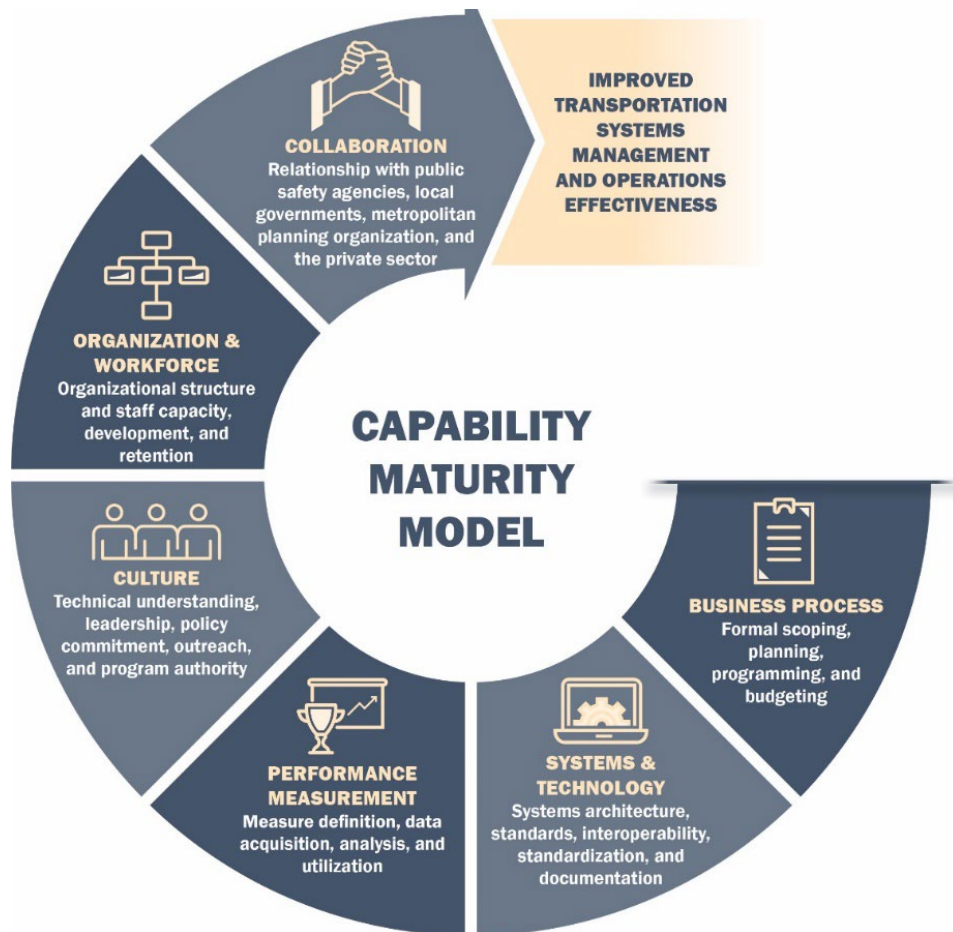 COLLABORATION
Relationship with public
safety agencies, local
governments, metropolitan
planning organization, and
the private sector
IMPROVED
TRANSPORTATION
SYSTEMS
MANAGEMENT
AND OPERATIONS
EFFECTIVENESS
ORGANIZATION &
WORKFORCE
Organizational structure
and staff capacity,
development, and
retention
CAPABILITY
MATURITY
MODEL
CULTURE
Technical understanding,
leadership, policy
commitment, outreach,
and program authority
BUSINESS PROCESS
Formal scoping,
planning,
programming, and
budgeting
PERFORMANCE
MEASUREMENT
Measure definition, data
acquisition, analysis, and
utilization
SYSTEMS &
TECHNOLOGY
Systems architecture,
standards, interoperability,
standardization, and
documentation